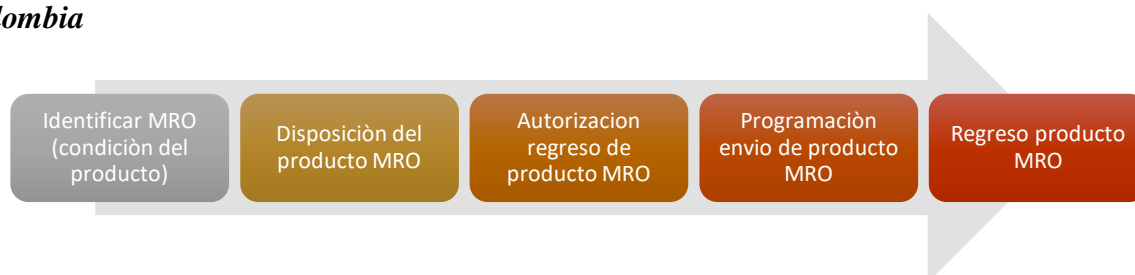 lombia
Identificar MRO
(condiciòn del
producto)
Disposiciòn del
producto MRO
Autorizacion
regreso de
producto MRO
Programaciòn
envio de producto
MRO
Regreso producto
MRO